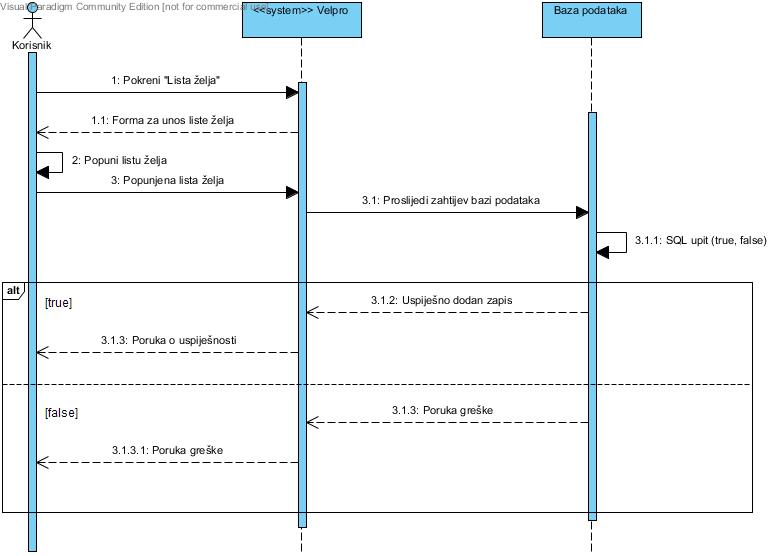 Visual Paradigm Community Edition [not for commercial use]
<<system>> Velpro
Baza podataka
Korisnik
1: Pokreni "Lista želja"
1.1: Forma za unos liste želja
2: Popuni listu želja
3: Popunjena lista želja
3.1: Proslijedi zahtijev bazi podataka
3.1.1: SQL upit (true, false)
alt
[true]
3.1.2: Uspiješno dodan zapis
3.1.3: Poruka o uspiješnosti
[false]
3.1.3: Poruka greške
3.1.3.1: Poruka greške